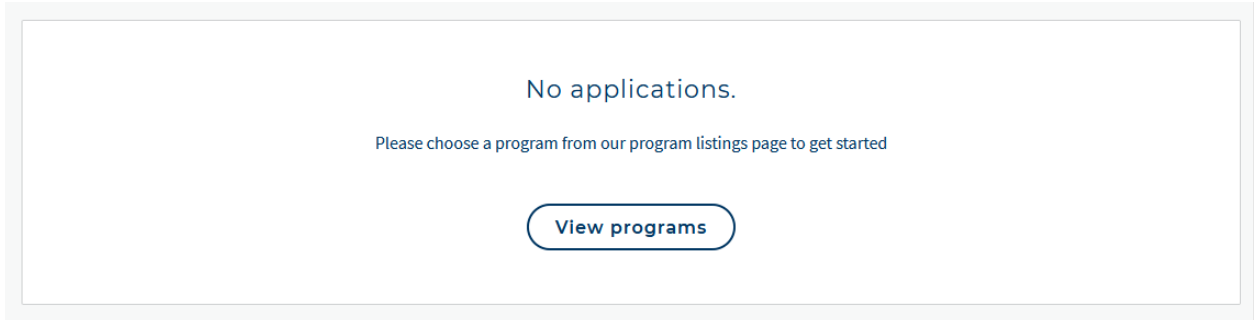 No applications.
Please choose a program from our program listings page to get started
View programs